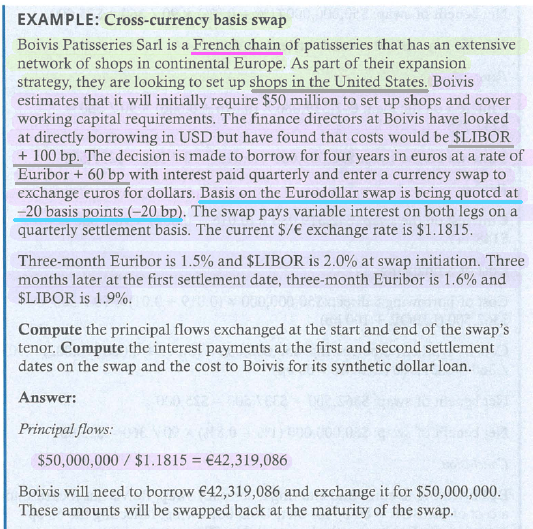 EXAMPLE: Cross-currency basis swap
Boivis Patisseries Sarl is a French chain of patisseries that has an extensive
network of shops in continental Europe. As part of their expansion
strategy, they are looking to set up shops in the United States. Boivis
estimates that it will initially require $50 million to set up shops and cover
working capital requirements. The finance directors at Boivis have looked
at directly borrowing in USD but have found that costs would be $LIBOR
+ 100 bp. The decision is made to borrow for four years in euros at a rate of
Euribor + 60 bp with interest paid quarterly and enter a currency swap to
exchange euros for dollars. Basis on the Eurodollar swap is being quoted at
–20 basis points (–20 bp). The swap pays variable interest on both legs on a
quarterly settlement basis. The current $/€ exchange rate is $1.1815.
Three-month Euribor is 1.5% and $LIBOR is 2.0% at swap initiation. Three
months later at the first settlement date, three-month Euribor is 1.6% and
$LIBOR is 1.9%.
Compute the principal flows exchanged at the start and end of the swap's
tenor. Compute the interest payments at the first and second settlement
dates on the swap and the cost to Boivis for its synthetic dollar loan.
Answer:
Principal flows:
$50,000,000 / $1.1815 = €42,319,086
Boivis will need to borrow €42,319,086 and exchange it for $50,000,000.
These amounts will be swapped back at the maturity of the swap.